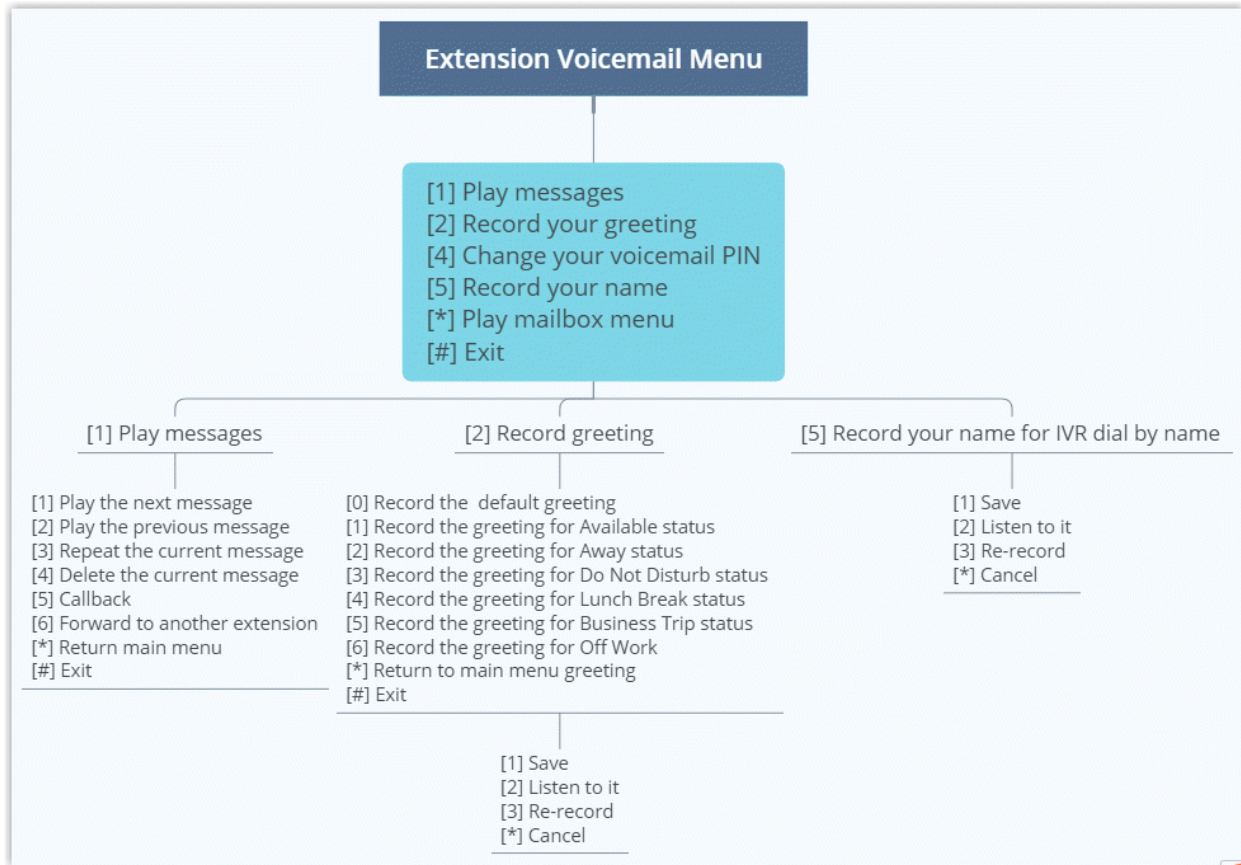 Extension Voicemail Menu
[1] Play messages
[2] Record your greeting
[4] Change your voicemail PIN
[5] Record your name
[*] Play mailbox menu
[#] Exit
[1] Play messages
[1] Play the next message
[2] Play the previous message
[3] Repeat the current message
[4] Delete the current message
[5] Callback
[6] Forward to another extension
[*] Return main menu
[#] Exit
[2] Record greeting
[0] Record the  default greeting
[1] Record the greeting for Available status
[2] Record the greeting for Away status
[3] Record the greeting for Do Not Disturb status
[4] Record the greeting for Lunch Break status
[5] Record the greeting for Business Trip status
[6] Record the greeting for Off Work
[*] Return to main menu greeting
[#] Exit
[1] Save
[2] Listen to it
[3] Re-record
[*] Cancel
[5] Record your name for IVR dial by name
[1] Save
[2] Listen to it
[3] Re-record
[*] Cancel